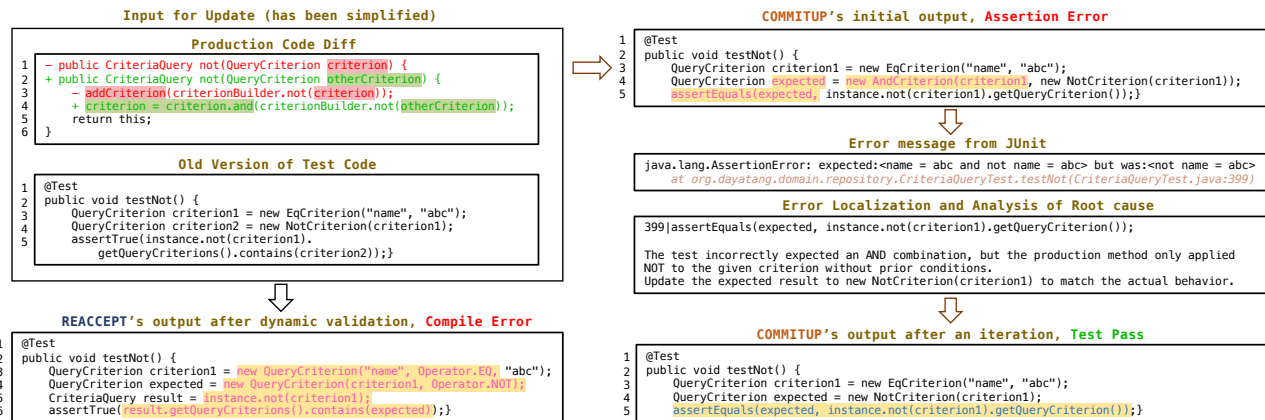 Input for Update (has been simplified)
Production Code Diff
1 - public CriteriaQuery not(QueryCriterion criterion) {
2 + public CriteriaQuery not(QueryCriterion otherCriterion) {
3 - addCriterion(criterionBuilder.not(criterion));
4 + criterion = criterion.and(criterionBuilder.not(otherCriterion));
5 return this;
6 }
Old Version of Test Code
1 @Test
2 public void testNot() {
3 QueryCriterion criterion1 = new EqCriterion("name", "abc");
4 QueryCriterion criterion2 = new NotCriterion(criterion1);
5 assertTrue(instance.not(criterion1).
getQueryCriterions().contains(criterion2));}
REACCEPT's output after dynamic validation, Compile Error
1 @Test
2 public void testNot() {
3 QueryCriterion criterion1 = new QueryCriterion("name", Operator.EQ, "abc");
4 QueryCriterion expected = new QueryCriterion(criterion1, Operator.NOT);
5 CriteriaQuery result = instance.not(criterion1);
6 assertTrue(result.getQueryCriterions().contains(expected));}
COMMITUP's initial output, Assertion Error
1 @Test
2 public void testNot() {
3 QueryCriterion criterion1 = new EqCriterion("name", "abc");
4 QueryCriterion expected = new AndCriterion(criterion1, new NotCriterion(criterion1));
5 assertEquals(expected, instance.not(criterion1).getQueryCriterion());}
Error message from JUnit
java.lang.AssertionError: expected:<name = abc and not name = abc> but was:<not name = abc>
at org.dayatang.domain.repository.CriteriaQueryTest.testNot(CriteriaQueryTest.java:399)
Error Localization and Analysis of Root cause
399|assertEquals(expected, instance.not(criterion1).getQueryCriterion());
The test incorrectly expected an AND combination, but the production method only applied
NOT to the given criterion without prior conditions.
Update the expected result to new NotCriterion(criterion1) to match the actual behavior.
COMMITUP's output after an iteration, Test Pass
1 @Test
2 public void testNot() {
3 QueryCriterion criterion1 = new EqCriterion("name", "abc");
4 QueryCriterion expected = new NotCriterion(criterion1);
5 assertEquals(expected, instance.not(criterion1).getQueryCriterion());}